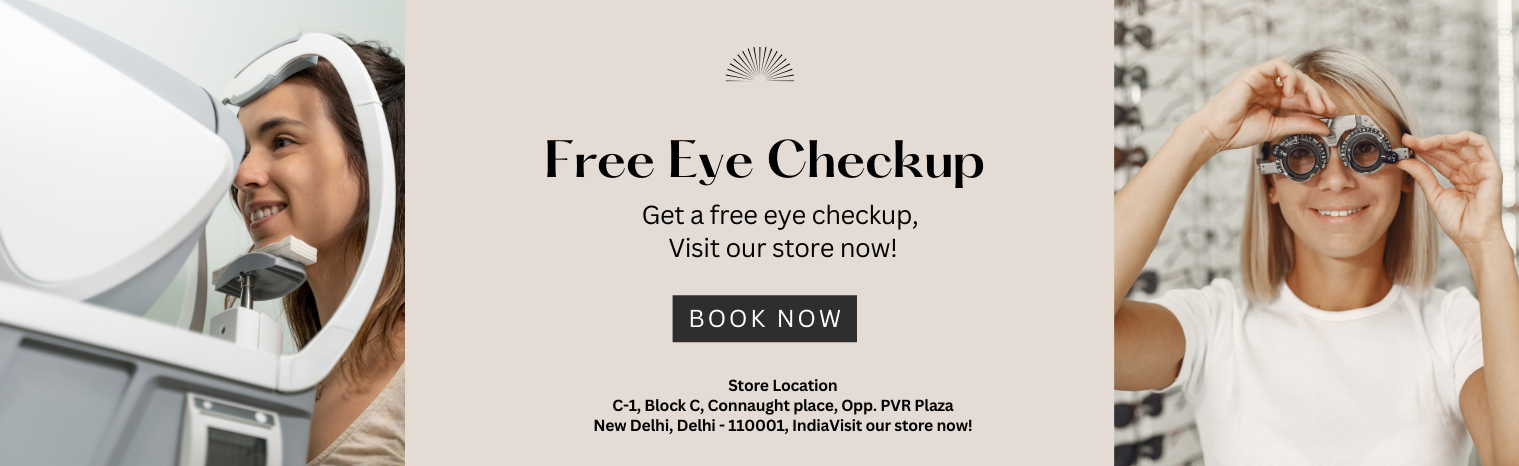 Free Eye Checkup
Get a free eye checkup,
Visit our store now!
BOOK NOW
Store Location
C-1, Block C, Connaught place, Opp. PVR Plaza
New Delhi, Delhi - 110001, IndiaVisit our store now!